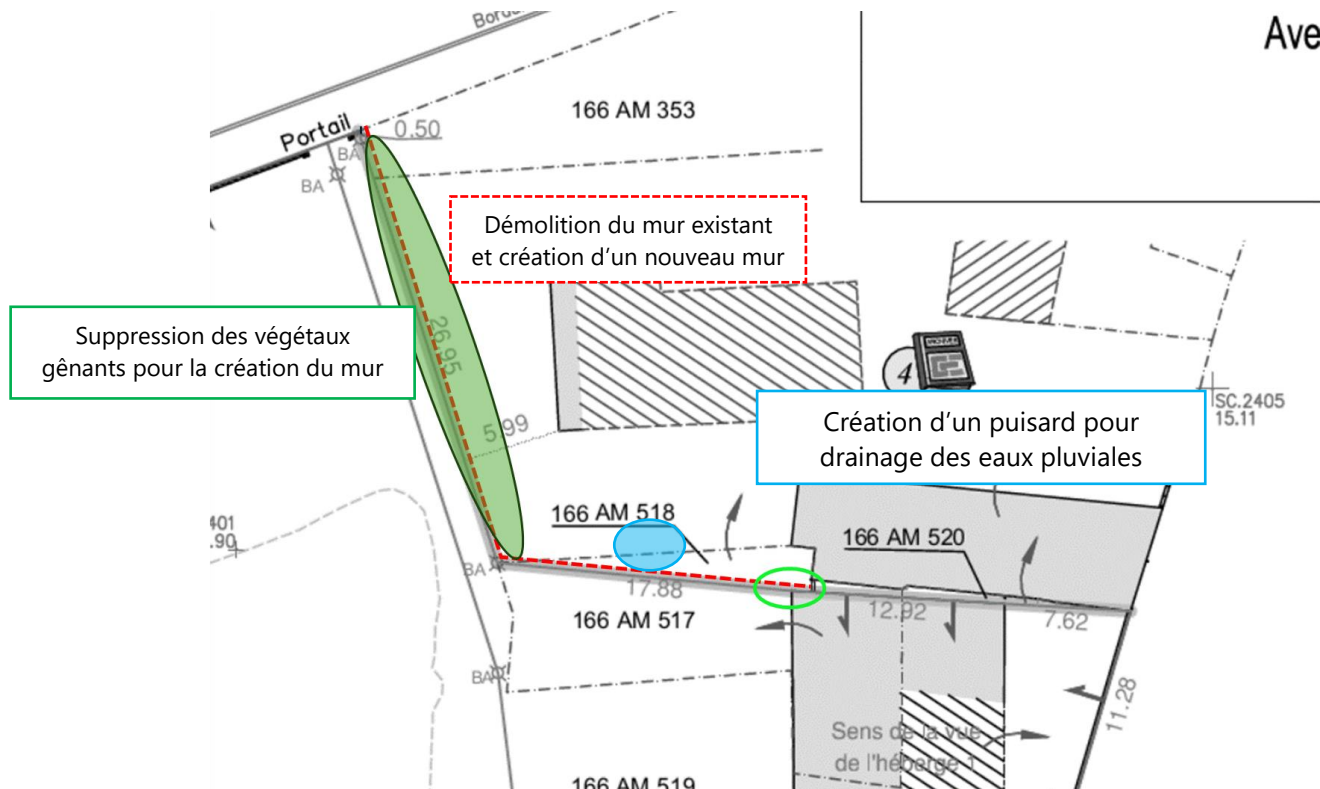 Bordu
Ave
166 AM 353
Portail
0.50
BA
BA
Démolition du mur existant
et création d'un nouveau mur
Suppression des végétaux
gênants pour la création du mur
26.95
4
SC.2405
15.11
Création d'un puisard pour
drainage des eaux pluviales
5.99
166 AM 518
401
.90
166 AM 520
BA
17.88
12.92
7.62
166 AM 517
BA
11.28
Sens de la vue
de l'héberge 1
166 AM 519